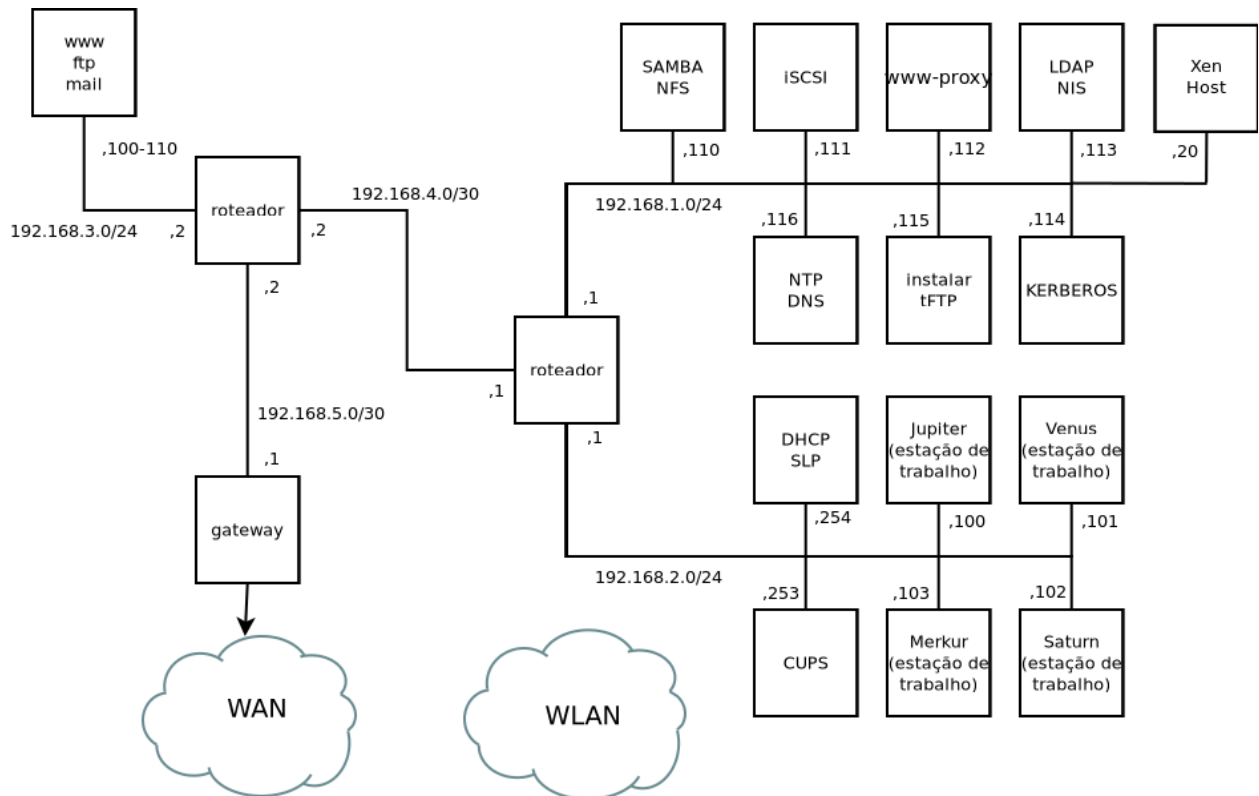 www
ftp
mail
SAMBA
NFS
iSCSI
www-proxy
LDAP
NIS
Xen
Host
,100-110
,110
,111
,112
,113
,20
roteador
192.168.4.0/30
192.168.1.0/24
192.168.3.0/24
,2
,2
,116
,115
,114
,2
NTP
DNS
instalar
tFTP
KERBEROS
,1
roteador
,1
,1
192.168.5.0/30
,1
gateway
DHCP
SLP
Jupiter
(estação de
trabalho)
Venus
(estação de
trabalho)
,254
,100
,101
192.168.2.0/24
,253
,103
,102
CUPS
Merkur
(estação de
trabalho)
Saturn
(estação de
trabalho)
WAN
WLAN